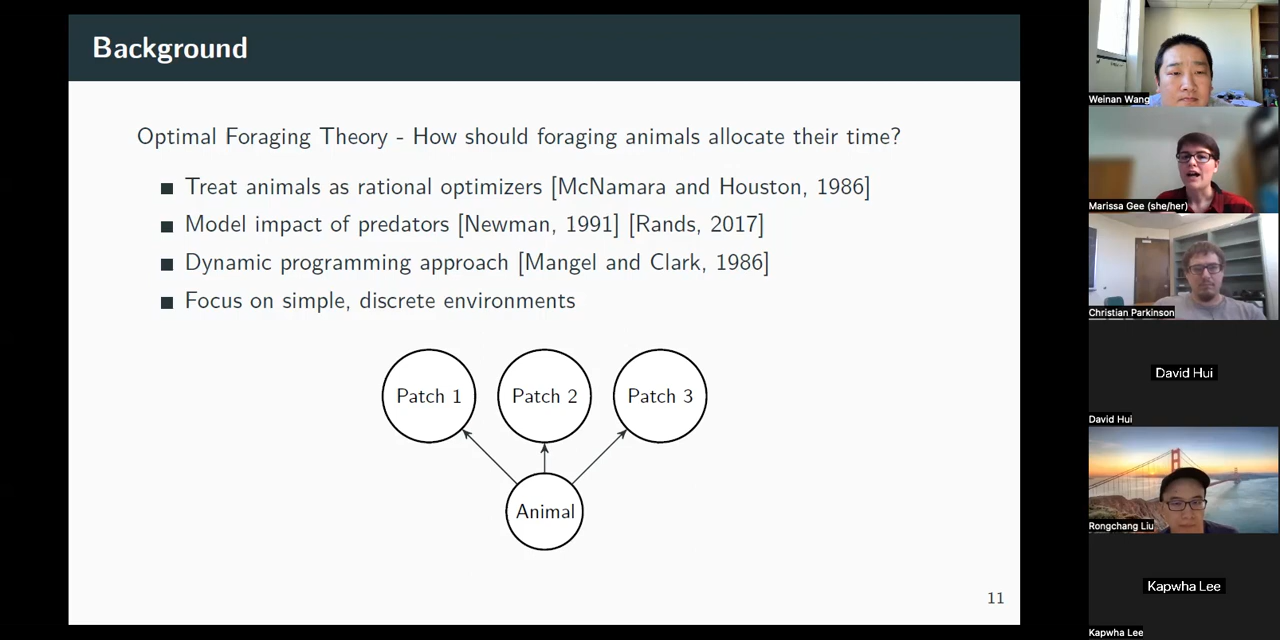 Background
Optimal Foraging Theory - How should foraging animals allocate their time?
Treat animals as rational optimizers [McNamara and Houston, 1986]
Model impact of predators [Newman, 1991] [Rands, 2017]
Dynamic programming approach [Mangel and Clark, 1986]
Focus on simple, discrete environments
Patch 1
Patch 2
Patch 3
Animal
11
Weinan Wang
Marissa Gee (she/her)
Christian Parkinson
David Hui
David Hui
Rongchang Liu
Kapwha Lee
Kapwha Lee